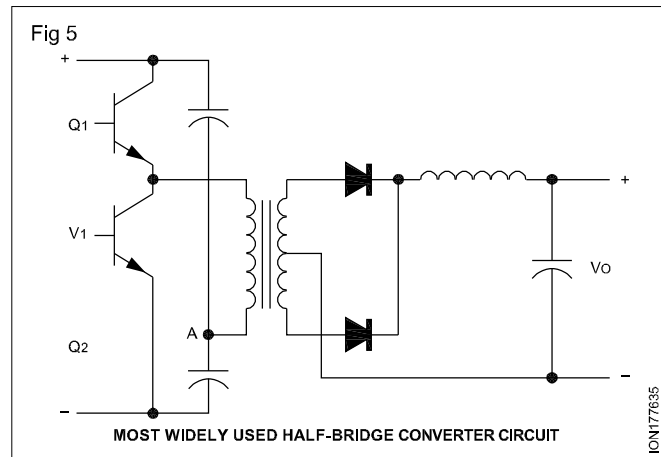 Fig 5
+
Q1
V1
A
Q2
–
+
VO
–
MOST WIDELY USED HALF-BRIDGE CONVERTER CIRCUIT
ION177635